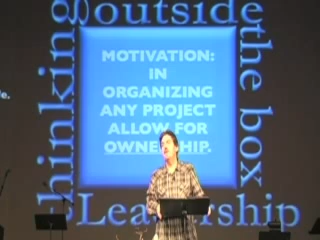 outside
thinking
the box
MOTIVATION:
IN
ORGANIZING
ANY PROJECT
ALLOW FOR
OWNERSHIP.
Leadership